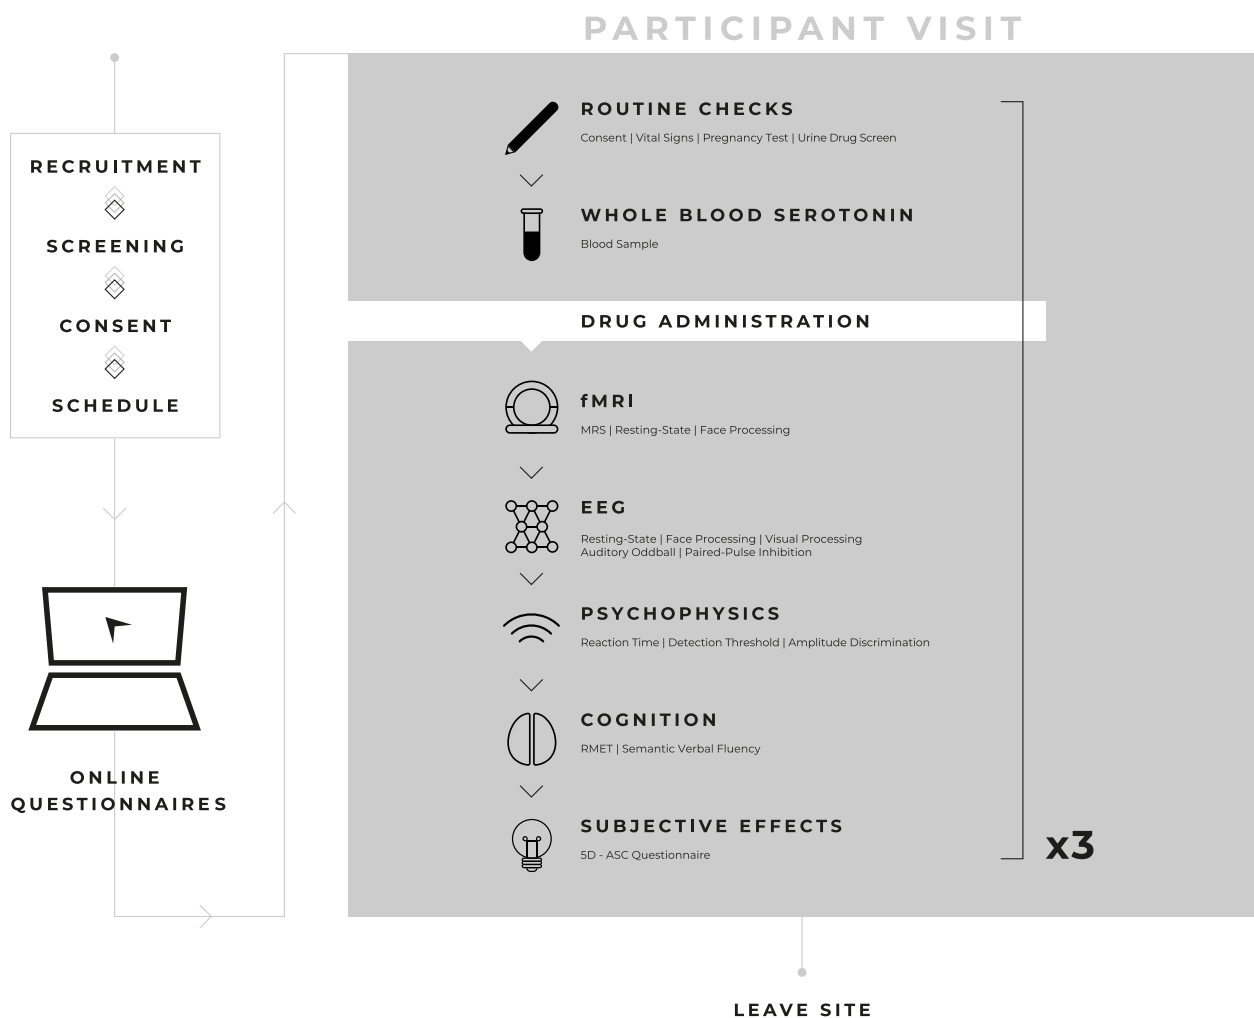 RECRUITMENT
SCREENING
CONSENT
SCHEDULE
ONLINE
QUESTIONNAIRES
PARTICIPANT VISIT
ROUTINE CHECKS
Consent | Vital Signs | Pregnancy Test | Urine Drug Screen
WHOLE BLOOD SEROTONIN
Blood Sample
DRUG ADMINISTRATION
fMRI
MRS | Resting-State | Face Processing
EEG
Resting-State | Face Processing | Visual Processing
Auditory Oddball | Paired-Pulse Inhibition
PSYCHOPHYSICS
Reaction Time | Detection Threshold | Amplitude Discrimination
COGNITION
RMET | Semantic Verbal Fluency
SUBJECTIVE EFFECTS
5D - ASC Questionnaire
x3
LEAVE SITE